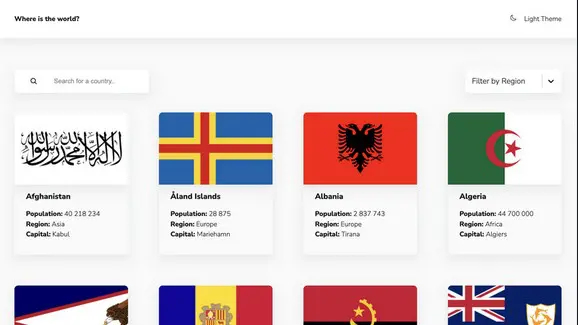 Where is the world?
Light Theme
Search for a country..
Filter by Region
لا إله إلا الله محمد رسول الله
Afghanistan
Population: 40 218 234
Region: Asia
Capital: Kabul
Åland Islands
Population: 28 875
Region: Europe
Capital: Mariehamn
Albania
Population: 2 837 743
Region: Europe
Capital: Tirana
Algeria
Population: 44 700 000
Region: Africa
Capital: Algiers